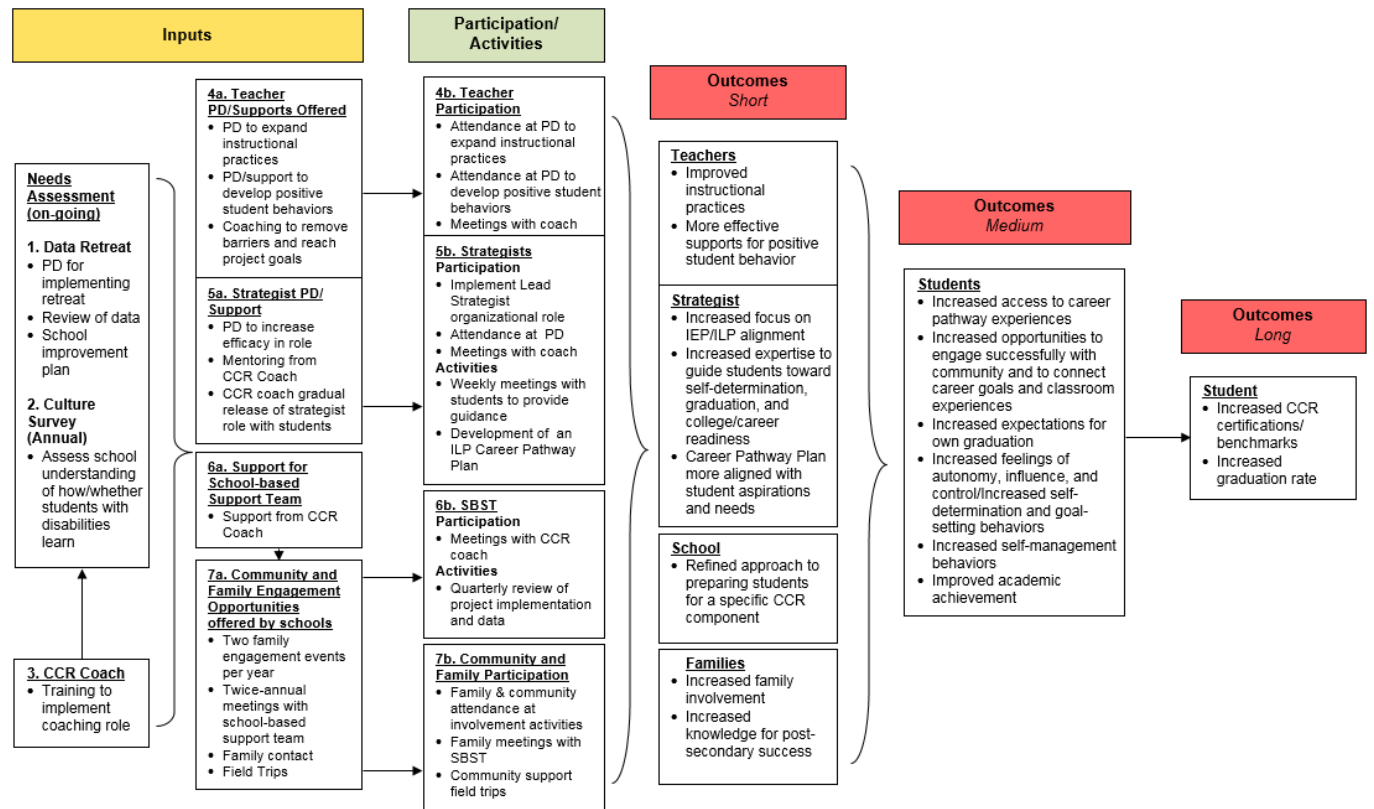 Inputs
Participation/
Activities
Outcomes
Short
Outcomes
Medium
Outcomes
Long
Needs
Assessment
(on-going)
1. Data Retreat
• PD for
implementing
retreat
• Review of data
• School
improvement
plan
2. Culture
Survey
(Annual)
• Assess school
understanding
of how/whether
students with
disabilities
learn
3. CCR Coach
• Training to
implement
coaching role
4a. Teacher
PD/Supports Offered
• PD to expand
instructional
practices
• PD/support to
develop positive
student behaviors
• Coaching to remove
barriers and reach
project goals
5a. Strategist PD/
Support
• PD to increase
efficacy in role
• Mentoring from
CCR Coach
• CCR coach gradual
release of strategist
role with students
6a. Support for
School-based
Support Team
• Support from CCR
Coach
7a. Community and
Family Engagement
Opportunities
offered by schools
• Two family
engagement events
per year
• Twice-annual
meetings with
school-based
support team
• Family contact
• Field Trips
4b. Teacher
Participation
• Attendance at PD to
expand instructional
practices
• Attendance at PD to
develop positive student
behaviors
• Meetings with coach
5b. Strategists
Participation
• Implement Lead
Strategist
organizational role
• Attendance at PD
• Meetings with coach
Activities
• Weekly meetings with
students to provide
guidance
• Development of an
ILP Career Pathway
Plan
6b. SBST
Participation
• Meetings with CCR
coach
Activities
• Quarterly review of
project implementation
and data
7b. Community and
Family Participation
• Family & community
attendance at
involvement activities
• Family meetings with
SBST
• Community support
field trips
Teachers
• Improved
instructional
practices
• More effective
supports for positive
student behavior
Strategist
• Increased focus on
IEP/ILP alignment
• Increased expertise to
guide students toward
self-determination,
graduation, and
college/career
readiness
• Career Pathway Plan
more aligned with
student aspirations
and needs
School
• Refined approach to
preparing students
for a specific CCR
component
Families
• Increased family
involvement
• Increased
knowledge for post-
secondary success
Students
• Increased access to career
pathway experiences
• Increased opportunities to
engage successfully with
community and to connect
career goals and classroom
experiences
• Increased expectations for
own graduation
• Increased feelings of
autonomy, influence, and
control/Increased self-
determination and goal-
setting behaviors
• Increased self-management
behaviors
• Improved academic
achievement
Student
• Increased CCR
certifications/
benchmarks
• Increased
graduation rate